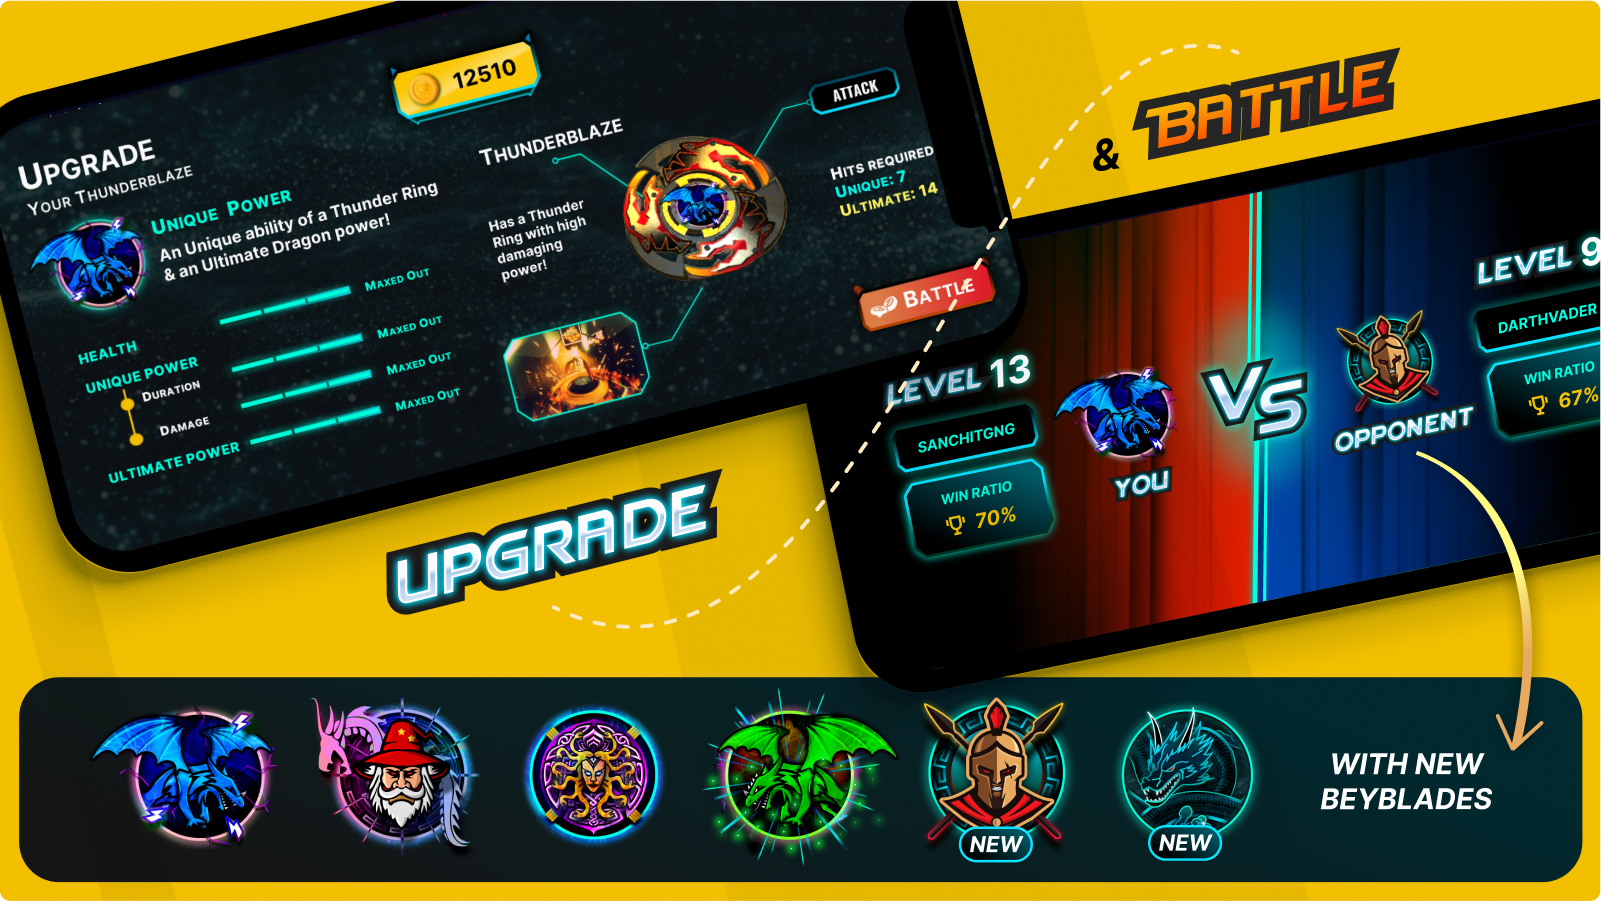 12510
UPGRADE
YOUR THUNDERBLAZE
UNIQUE POWER
An Unique ability of a Thunder Ring
& an Ultimate Dragon power!
HEALTH
MAXED OUT
UNIQUE POWER
MAXED OUT
DURATION
MAXED OUT
DAMAGE
MAXED OUT
ULTIMATE POWER
THUNDERBLAZE
Has a Thunder
Ring with high
damaging
power!
ATTACK
HITS REQUIRED
UNIQUE: 7
ULTIMATE: 14
BATTLE
UPGRADE
& BATTLE
LEVEL 13
SANCHITGNG
WIN RATIO
70%
YOU
VS
OPPONENT
LEVEL 9
DARTHVADER
WIN RATIO
67%
NEW
NEW
WITH NEW
BEYBLADES